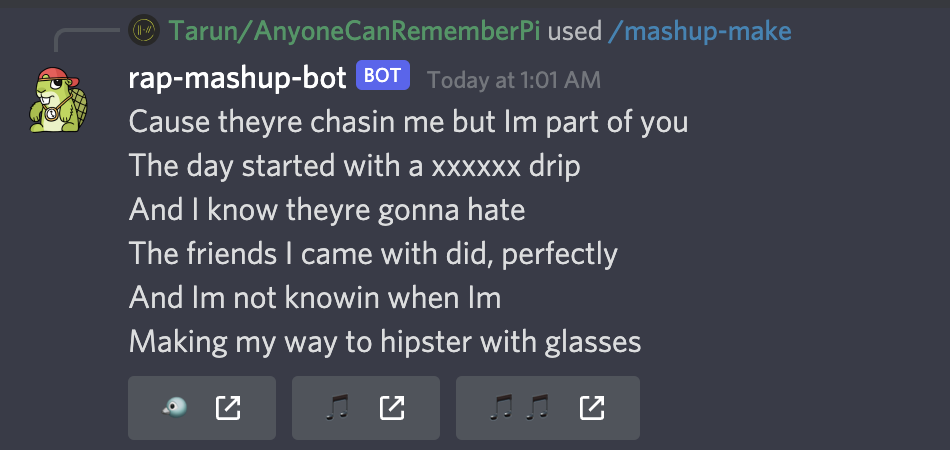 Tarun/AnyoneCanRememberPi used /mashup-make
rap-mashup-bot BOT Today at 1:01 AM
Cause theyre chasin me but Im part of you
The day started with a xxxxxx drip
And I know theyre gonna hate
The friends I came with did, perfectly
And Im not knowin when Im
Making my way to hipster with glasses